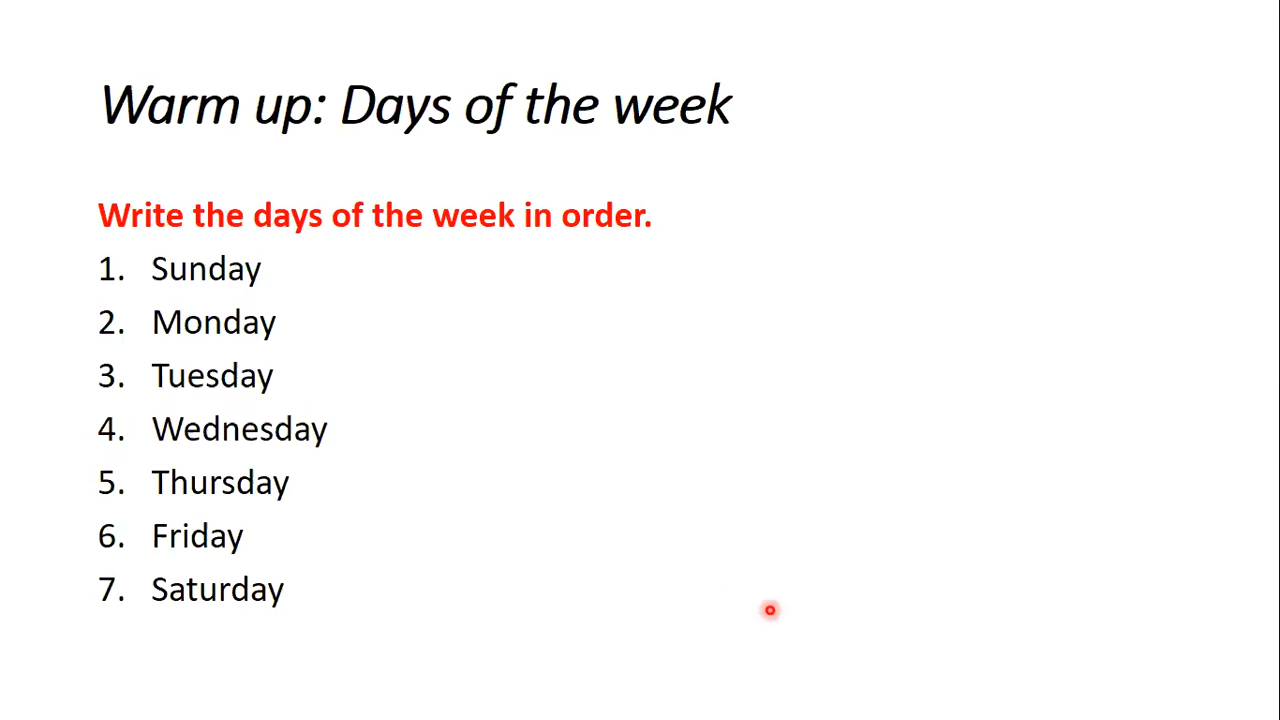 Warm up: Days of the week
Write the days of the week in order.
1. Sunday
2. Monday
3. Tuesday
4. Wednesday
5. Thursday
6. Friday
7. Saturday